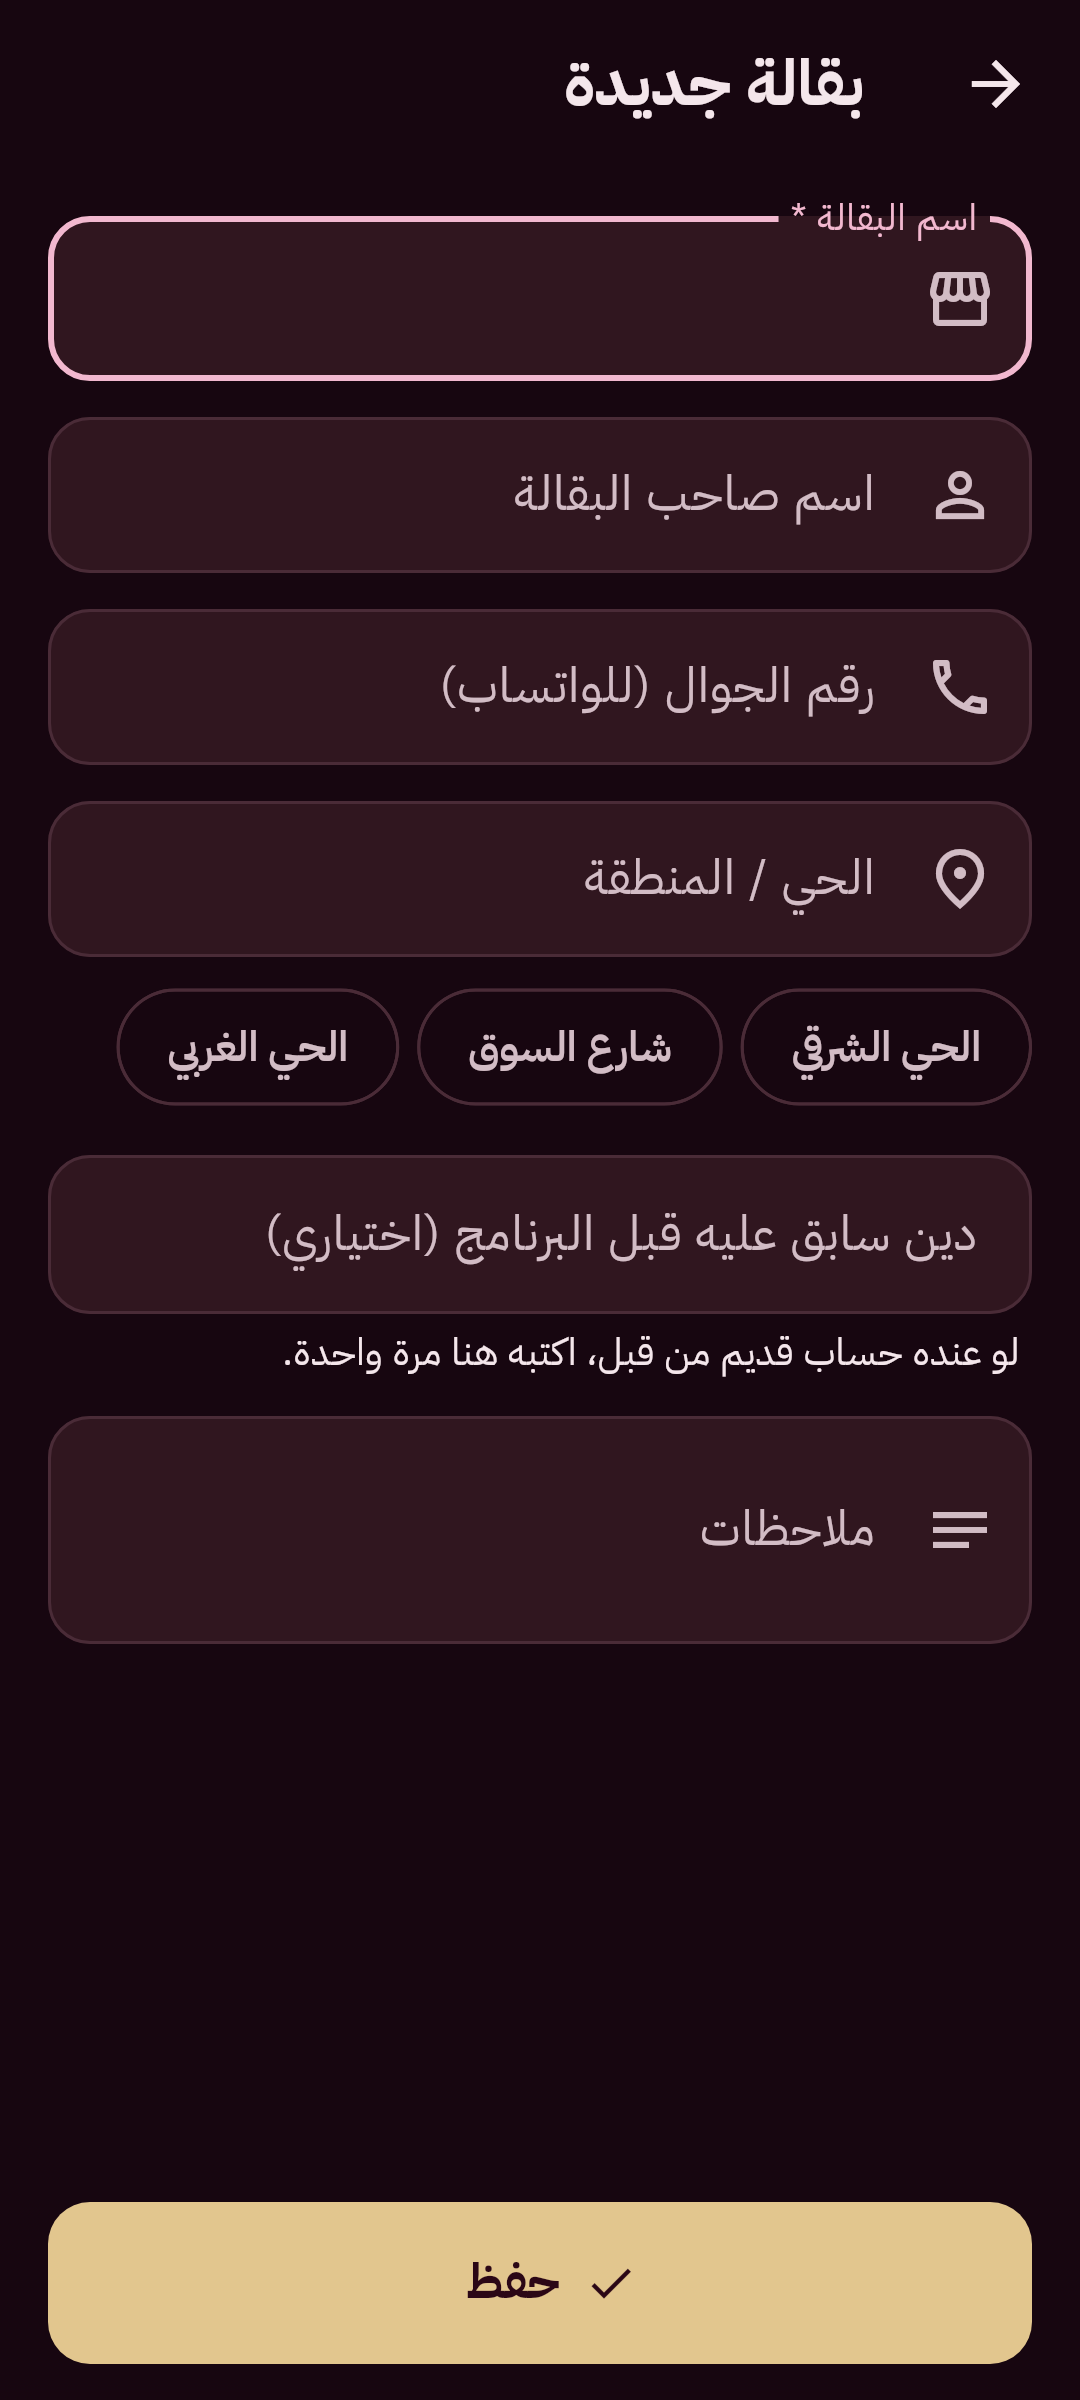 بقالة جديدة
اسم البقالة *
اسم صاحب البقالة
رقم الجوال (للواتساب)
الحي / المنطقة
الحي الشرقي
شارع السوق
الحي الغربي
دين سابق عليه قبل البرنامج (اختياري)
لو عنده حساب قديم من قبل، اكتبه هنا مرة واحدة.
ملاحظات
حفظ